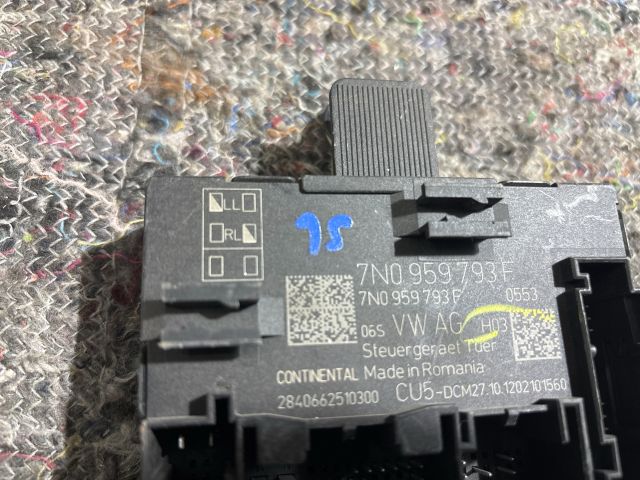 LL
RL
7N0 959 793 F
7N0 959 793 F 0553
06S VW AG H03
Steuergeraet Tuer
CONTINENTAL Made in Romania
2840662510300 CU5-DCM27.10.1202101560